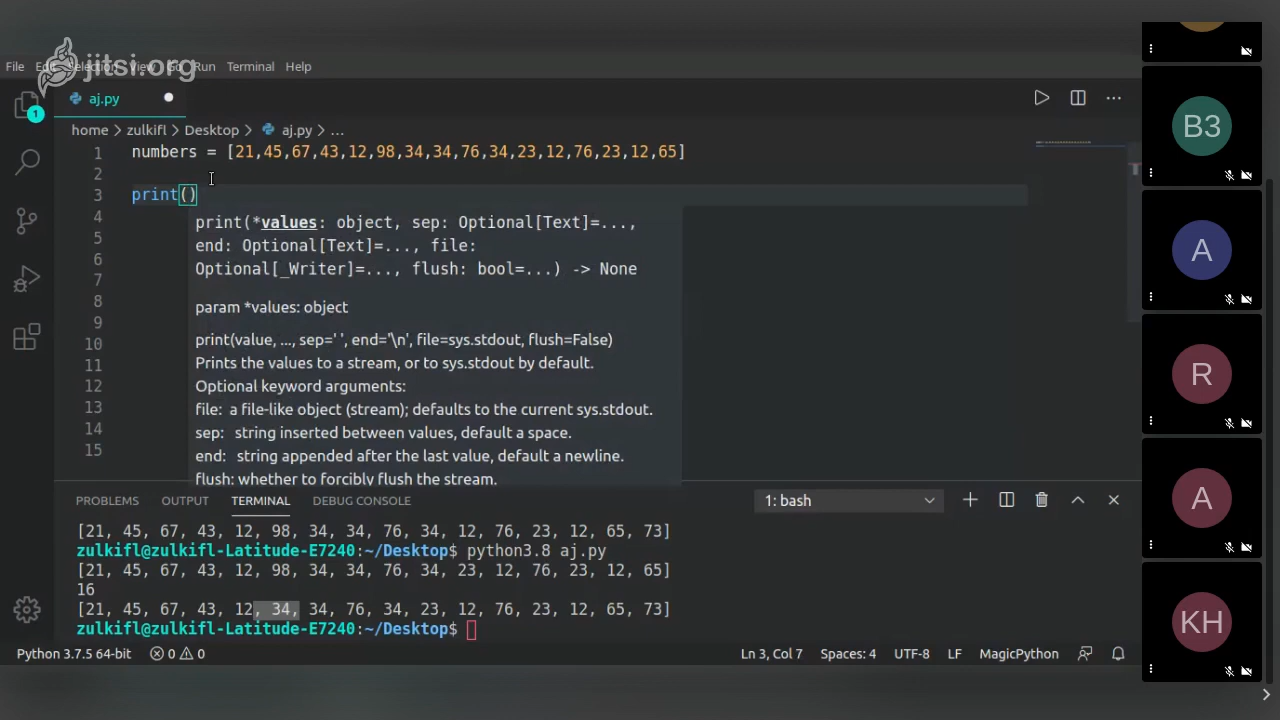 jitsi.org
File Edit Selection View Go Run Terminal Help
1
aj.py
home > zulkifl > Desktop > aj.py > ...
1 numbers = [21,45,67,43,12,98,34,34,76,34,23,12,76,23,12,65]
2
3 print()
4
5
6
7
8
9
10
11
12
13
14
15
print(*values: object, sep: Optional[Text]=...,
end: Optional[Text]=..., file:
Optional[_Writer]=..., flush: bool=...) -> None
param *values: object
print(value, ..., sep=' ', end='\n', file=sys.stdout, flush=False)
Prints the values to a stream, or to sys.stdout by default.
Optional keyword arguments:
file: a file-like object (stream); defaults to the current sys.stdout.
sep: string inserted between values, default a space.
end: string appended after the last value, default a newline.
flush: whether to forcibly flush the stream.
PROBLEMS OUTPUT TERMINAL DEBUG CONSOLE 1: bash
[21, 45, 67, 43, 12, 98, 34, 34, 76, 34, 12, 76, 23, 12, 65, 73]
zulkifl@zulkifl-Latitude-E7240:~/Desktop$ python3.8 aj.py
[21, 45, 67, 43, 12, 98, 34, 34, 76, 34, 23, 12, 76, 23, 12, 65]
16
[21, 45, 67, 43, 12, 34, 34, 76, 34, 23, 12, 76, 23, 12, 65, 73]
zulkifl@zulkifl-Latitude-E7240:~/Desktop$
Python 3.7.5 64-bit 0 0 Ln 3, Col 7 Spaces: 4 UTF-8 LF MagicPython
B3
A
R
A
KH